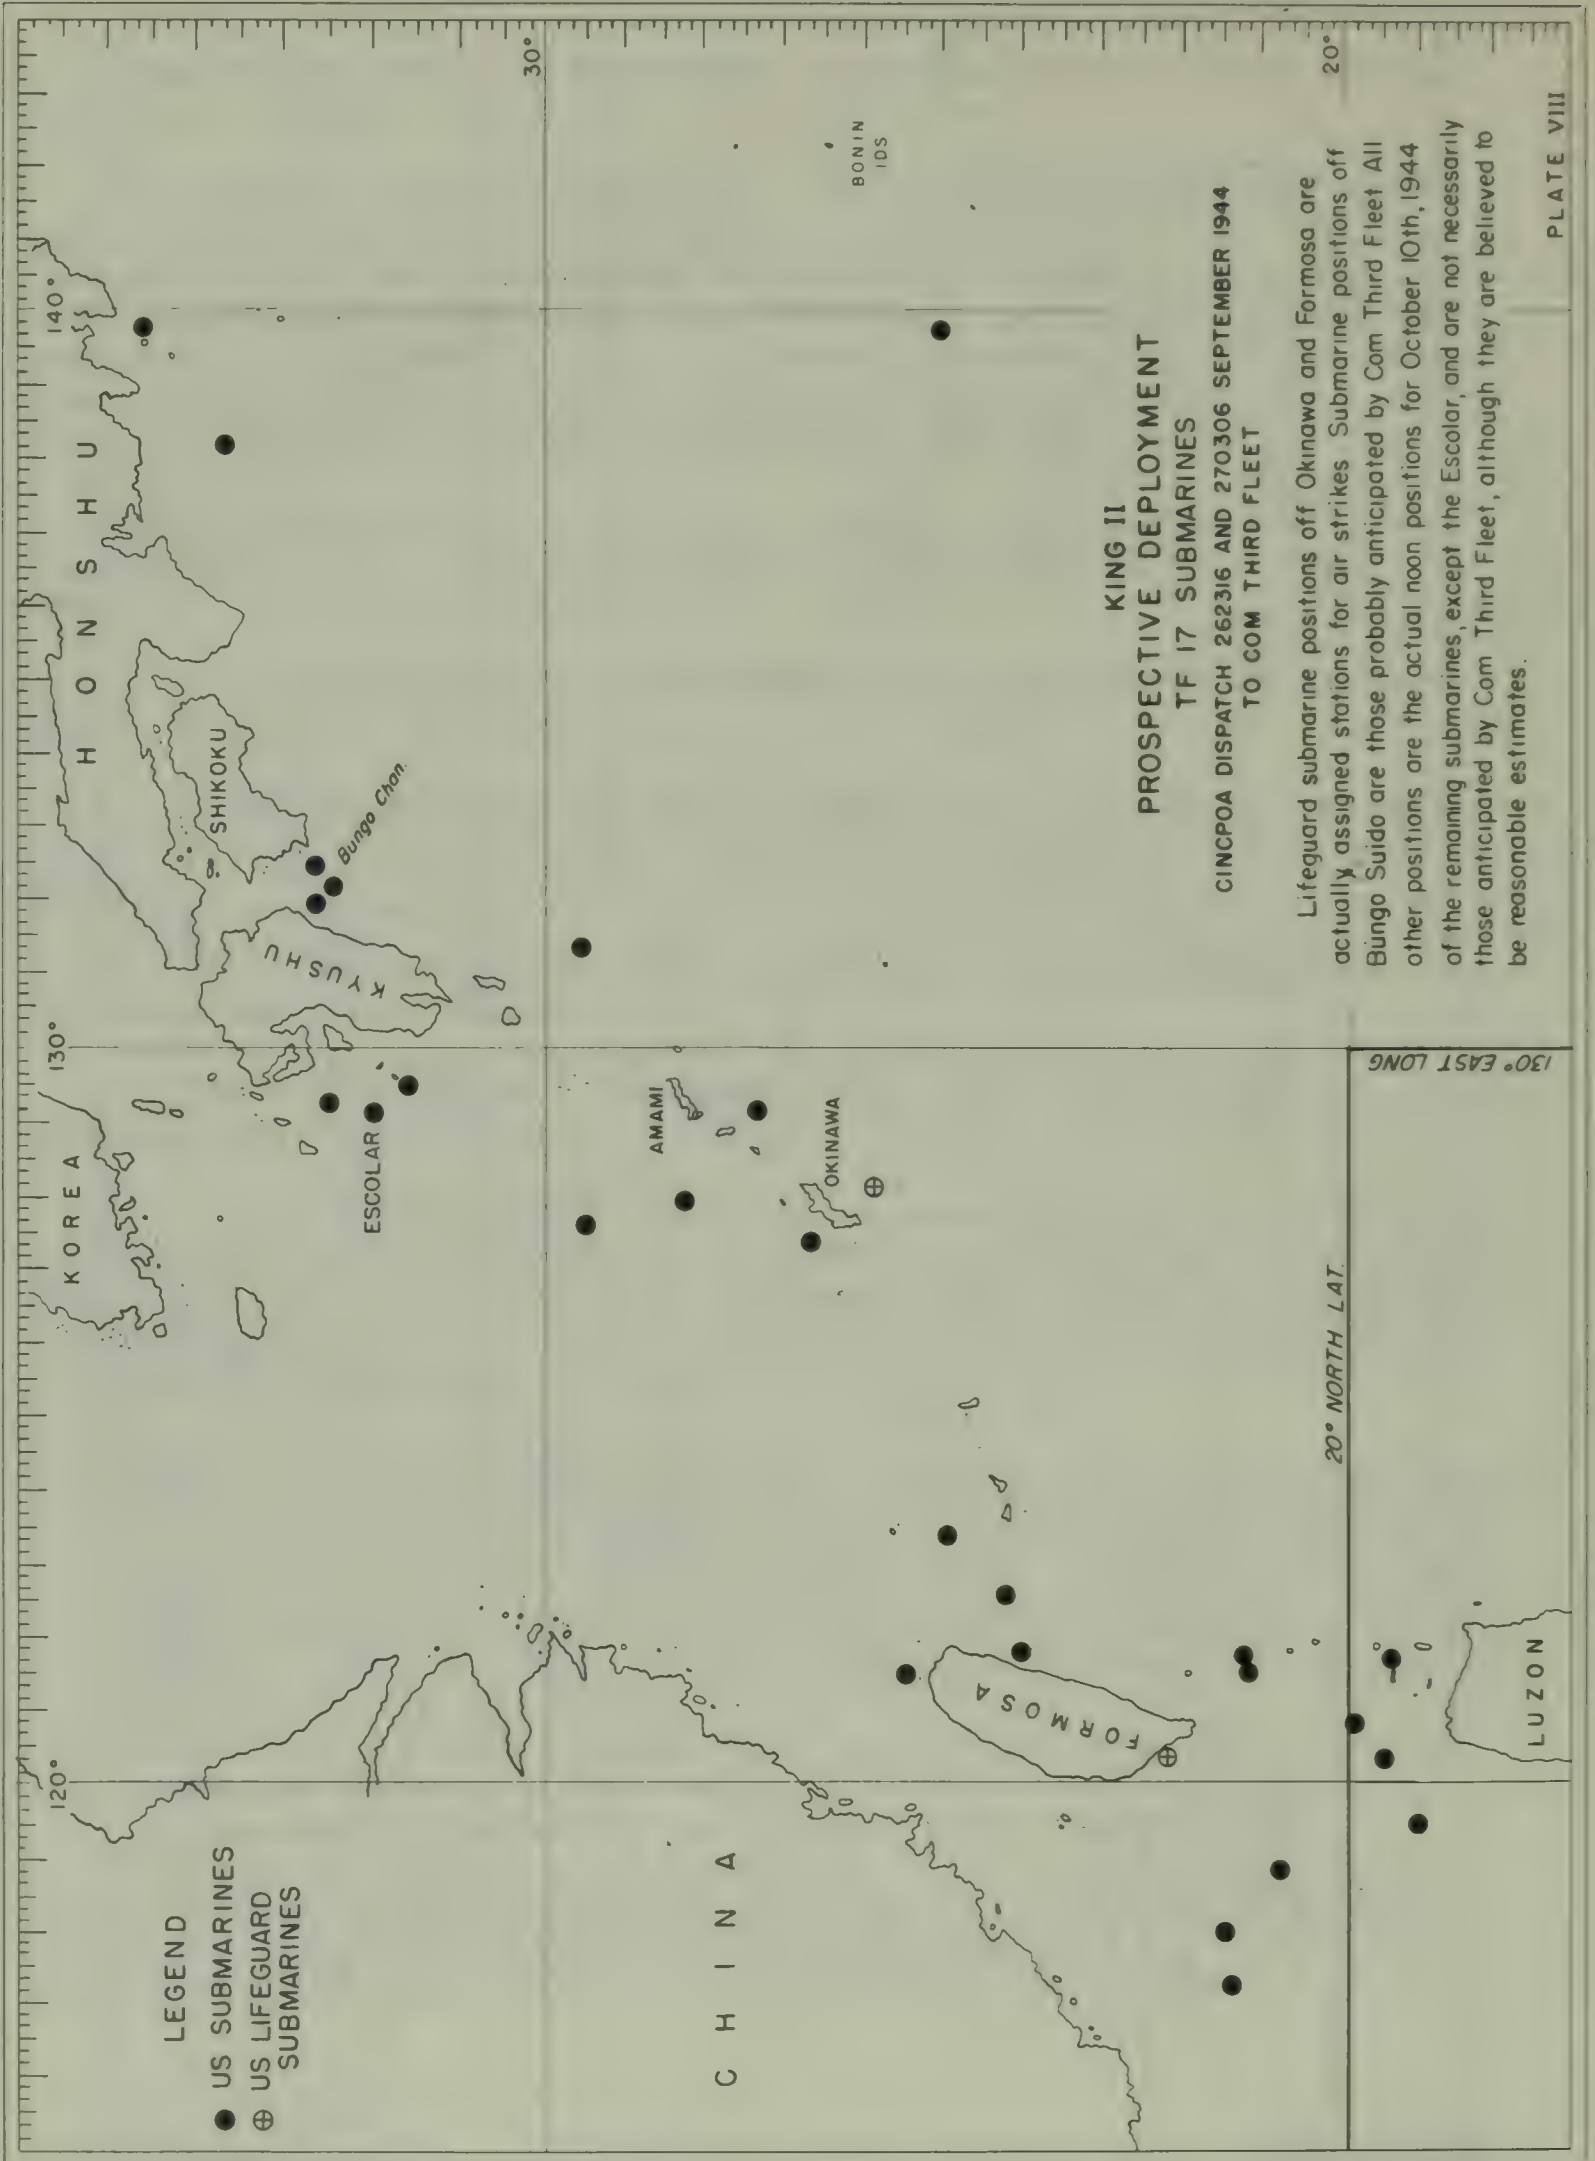 LEGEND
US SUBMARINES
US LIFEGUARD
SUBMARINES
120°
130°
140°
30°
20°
KOREA
HONSHU
SHIKOKU
KYUSHU
Bungo Chan.
ESCOLAR
AMAMI
OKINAWA
BONIN
IDS
CHINA
FORMOSA
LUZON
20° NORTH LAT.
130° EAST LONG
KING II
PROSPECTIVE DEPLOYMENT
TF 17 SUBMARINES
CINCPOA DISPATCH 262316 AND 270306 SEPTEMBER 1944
TO COM THIRD FLEET
Lifeguard submarine positions off Okinawa and Formosa are
actually assigned stations for air strikes Submarine positions off
Bungo Suido are those probably anticipated by Com Third Fleet All
other positions are the actual noon positions for October 10th, 1944
of the remaining submarines, except the Escolar, and are not necessarily
those anticipated by Com Third Fleet, although they are believed to
be reasonable estimates.
PLATE VIII